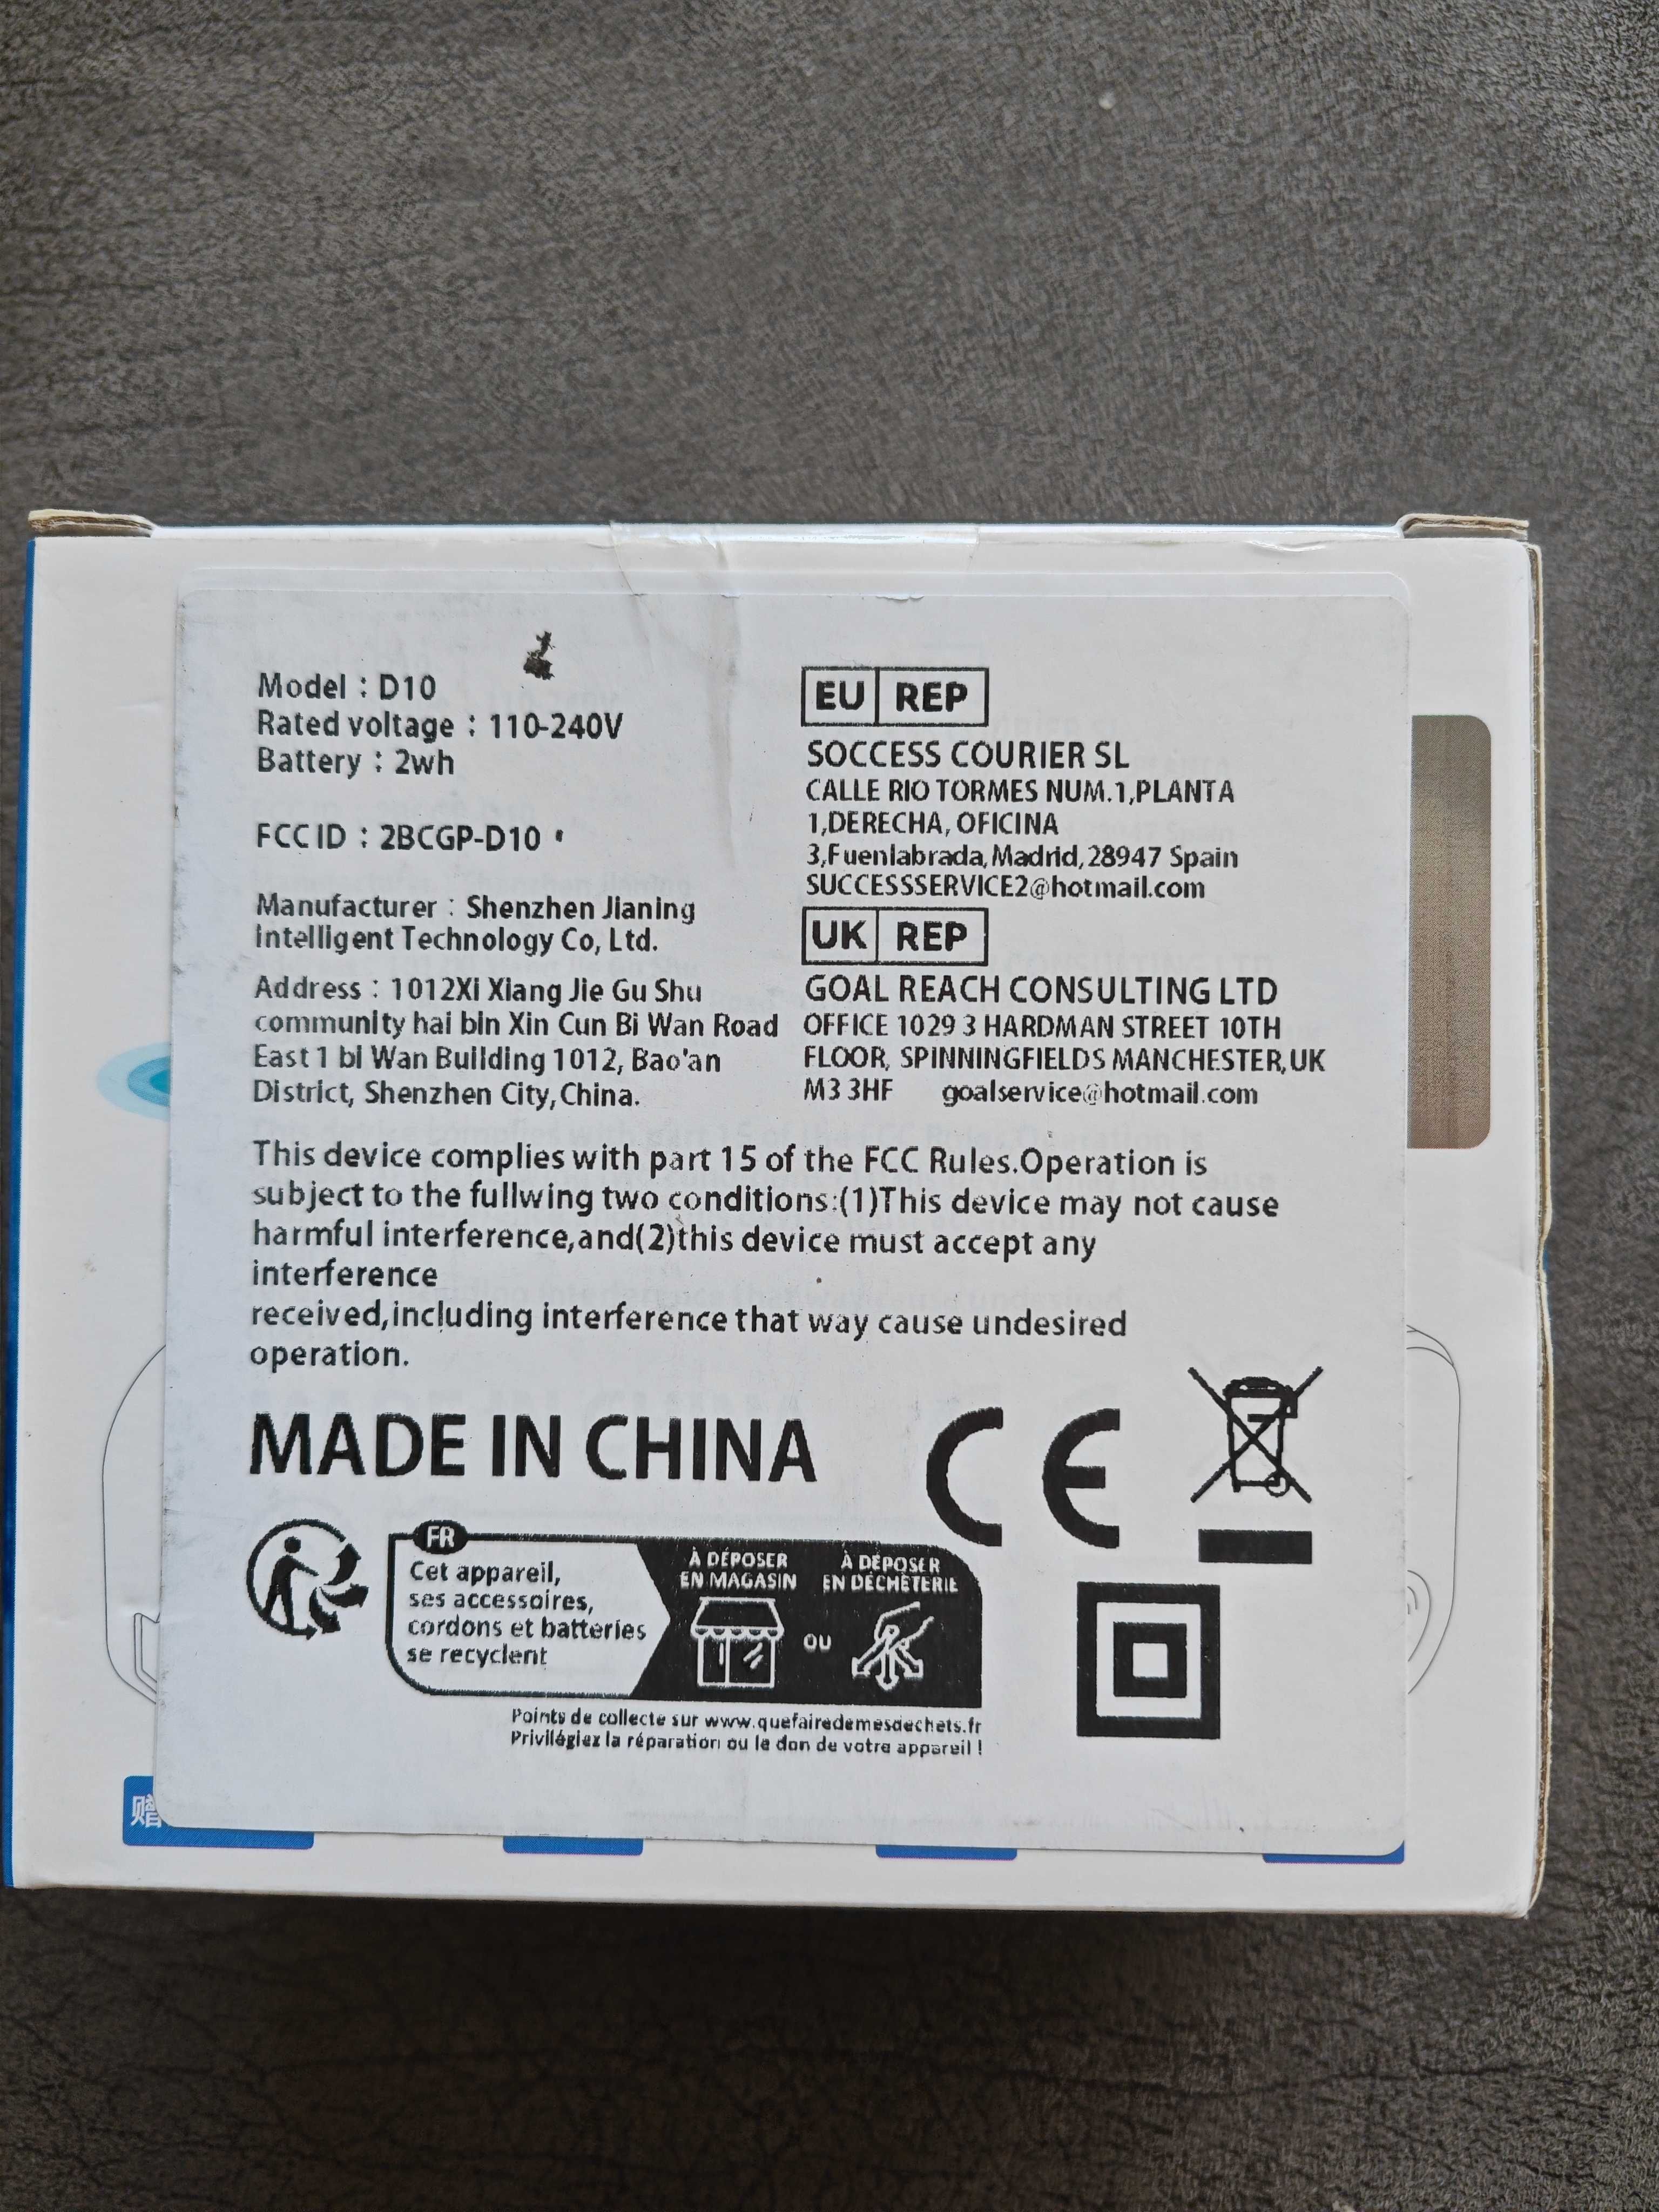 Model : D10
Rated voltage : 110-240V
Battery : 2wh
FCC ID : 2BCGP-D10
Manufacturer : Shenzhen Jianing
Intelligent Technology Co, Ltd.
Address : 1012Xi Xiang Jie Gu Shu
community hai bin Xin Cun Bi Wan Road
East 1 bi Wan Building 1012, Bao'an
District, Shenzhen City,China.
EU REP
SOCCESS COURIER SL
CALLE RIO TORMES NUM.1,PLANTA
1,DERECHA, OFICINA
3,Fuenlabrada,Madrid,28947 Spain
SUCCESSSERVICE2@hotmail.com
UK REP
GOAL REACH CONSULTING LTD
OFFICE 1029 3 HARDMAN STREET 10TH
FLOOR, SPINNINGFIELDS MANCHESTER,UK
M3 3HF goalservice@hotmail.com
This device complies with part 15 of the FCC Rules.Operation is
subject to the fullwing two conditions:(1)This device may not cause
harmful interference,and(2)this device must accept any
interference
received,including interference that way cause undesired
operation.
MADE IN CHINA
CE
FR
Cet appareil,
ses accessoires,
cordons et batteries
se recyclent
À DÉPOSER
EN MAGASIN
OU
À DÉPOSER
EN DÉCHÈTERIE
Points de collecte sur www.quefairedemesdechets.fr
Privilégiez la réparation ou le don de votre appareil !
赠